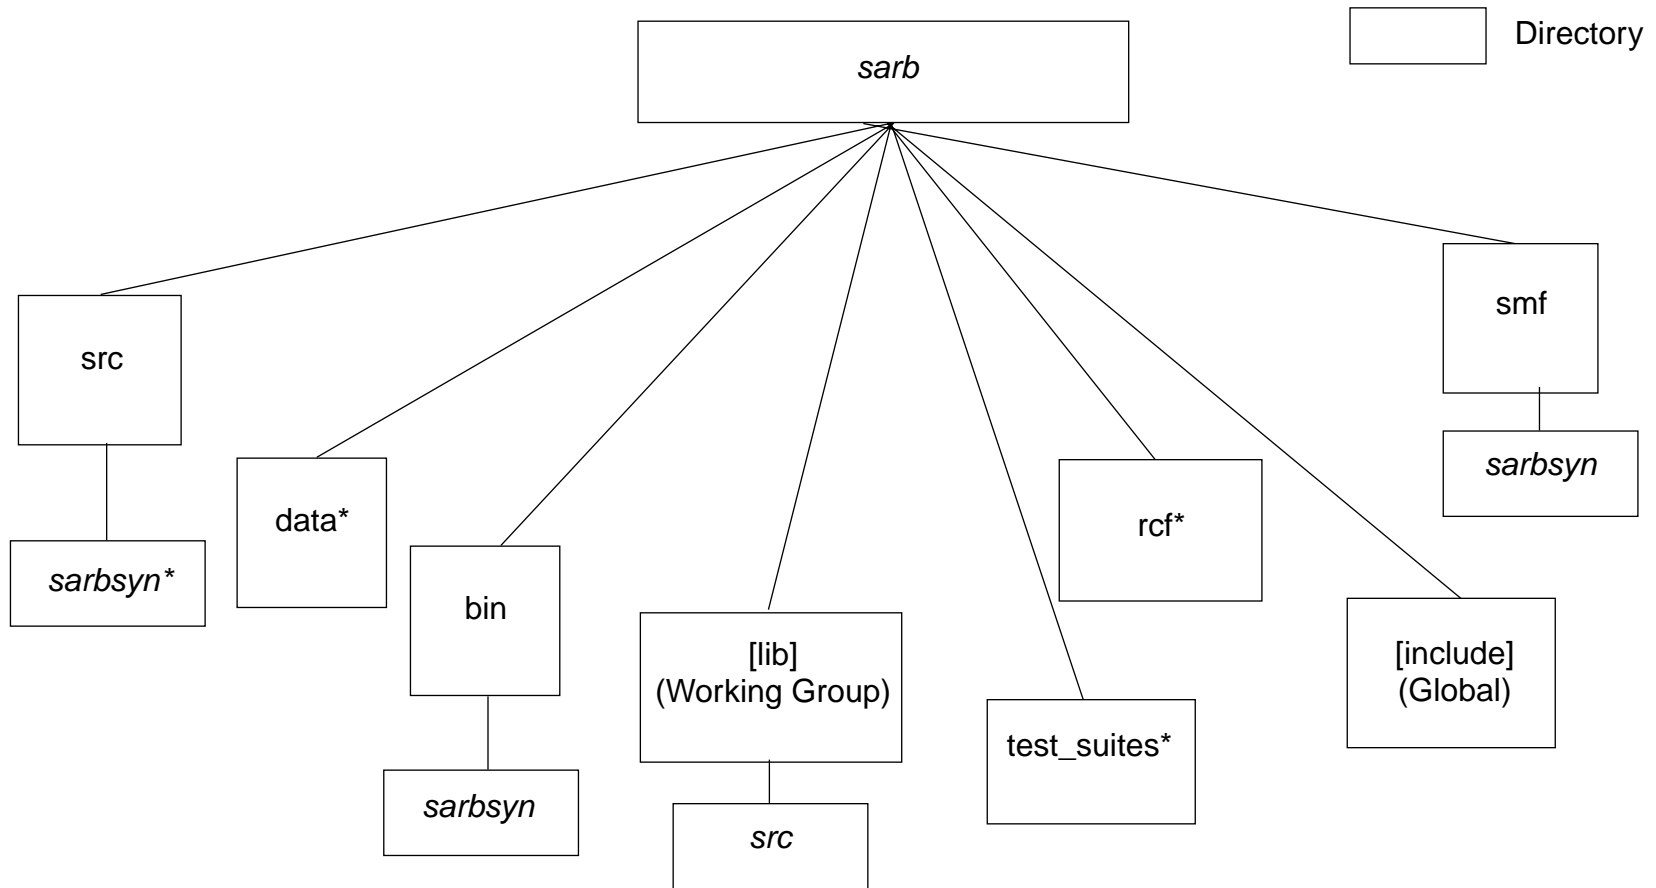 Directory
sarb
smf
src
sarbsyn
data*
rcf*
sarbsyn*
bin
[lib]
(Working Group)
[include]
(Global)
test_suites*
sarbsyn
src